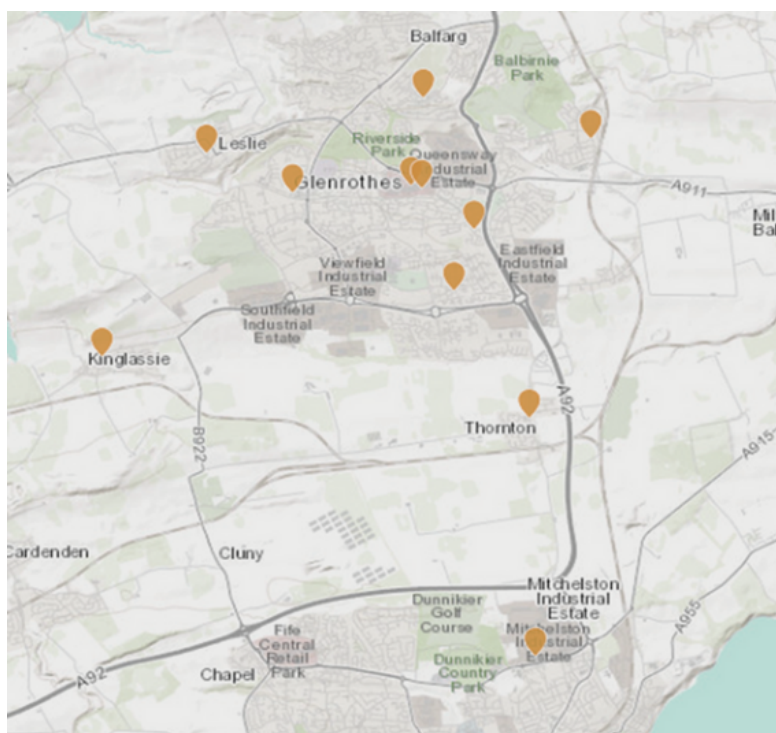 Balfarg
Balbirnie
Park
Riverside
Park
Leslie
Queensway
Industrial
Estate
Glenrothes
A911
Mil
Bal
Viewfield
Industrial
Estate
Eastfield
Industrial
Estate
Southfield
Industrial
Estate
Kinglassie
A92
Thornton
B922
A915
Cardenden
Cluny
Mitchelston
Industrial
Estate
Dunnikier
Golf
Course
A955
Fife
Central
Retail
Park
Mitchelston
Industrial
Estate
Dunnikier
Country
Park
Chapel
A92